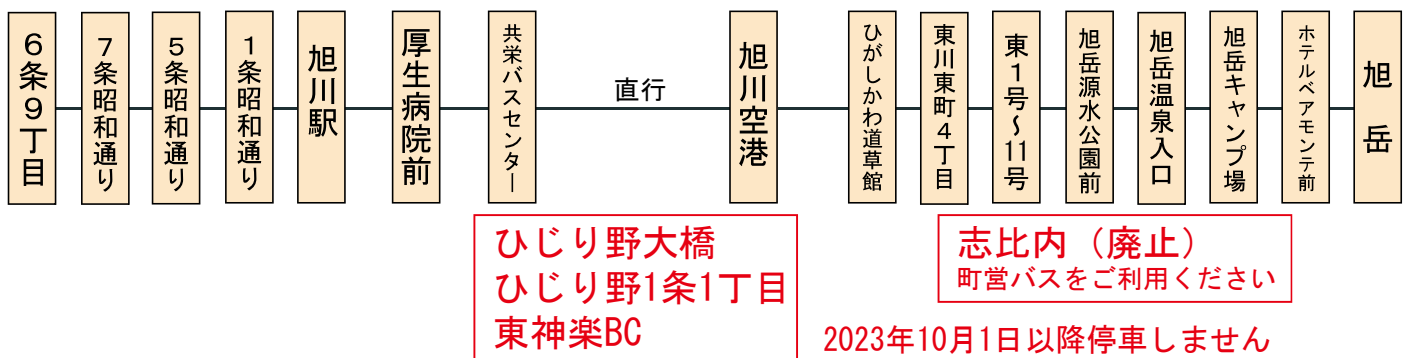 6条9丁目
7条昭和通り
5条昭和通り
1条昭和通り
旭川駅
厚生病院前
共栄バスセンター
直行
旭川空港
ひがしかわ道草館
東川東町4丁目
東1号～11号
旭岳源水公園前
旭岳温泉入口
旭岳キャンプ場
ホテルベアモンテ前
旭岳
ひじり野大橋
ひじり野1条1丁目
東神楽BC
志比内（廃止）
町営バスをご利用ください
2023年10月1日以降停車しません